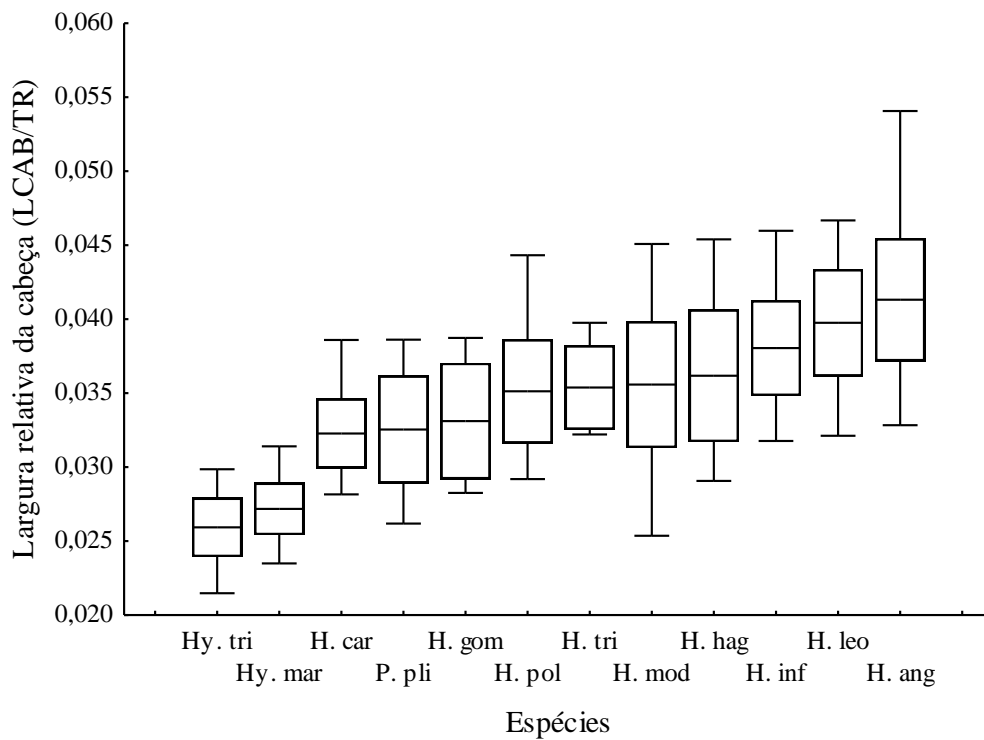 Largura relativa da cabeça (LCAB/TR)
0,060
0,055
0,050
0,045
0,040
0,035
0,030
0,025
0,020
Hy. tri H. car H. gom H. tri H. hag H. leo
Hy. mar P. pli H. pol H. mod H. inf H. ang
Espécies